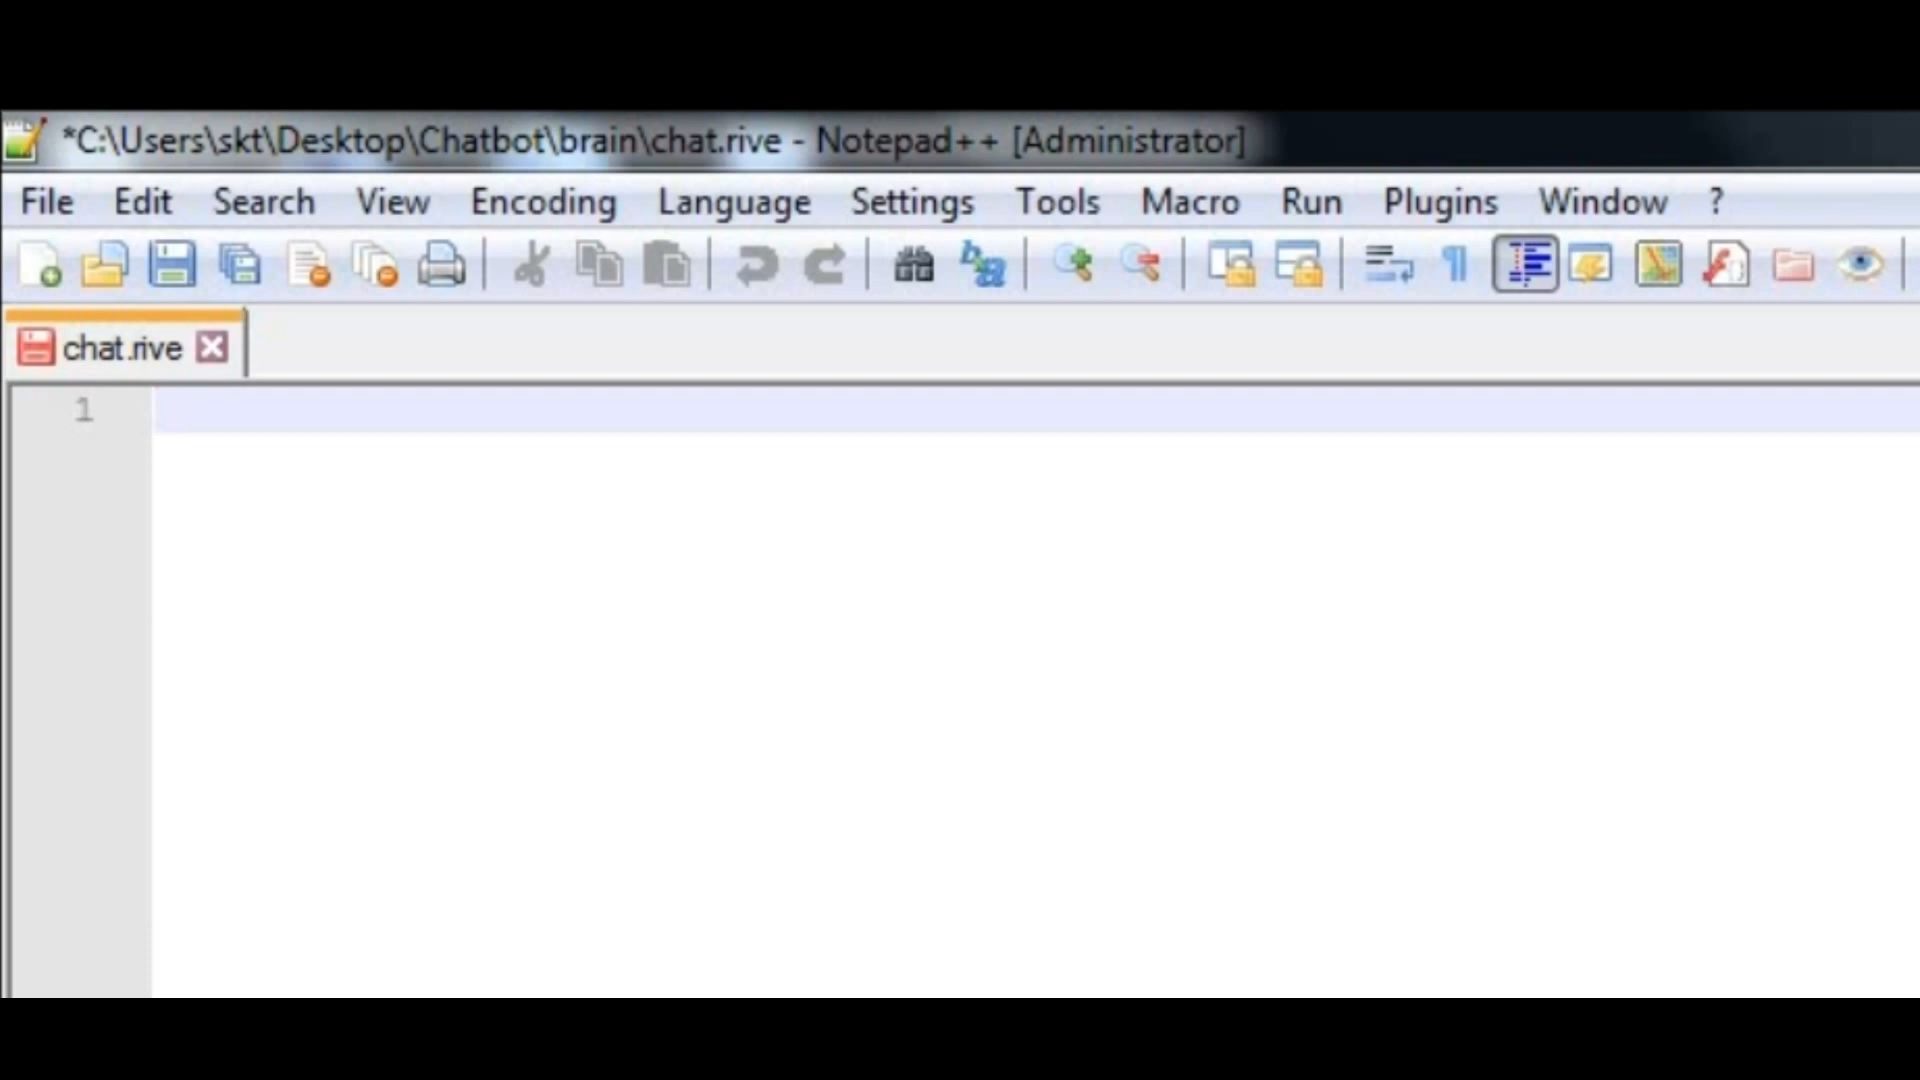 *C:\Users\skt\Desktop\Chatbot\brain\chat.rive - Notepad++ [Administrator]
File Edit Search View Encoding Language Settings Tools Macro Run Plugins Window ?
chat.rive
1